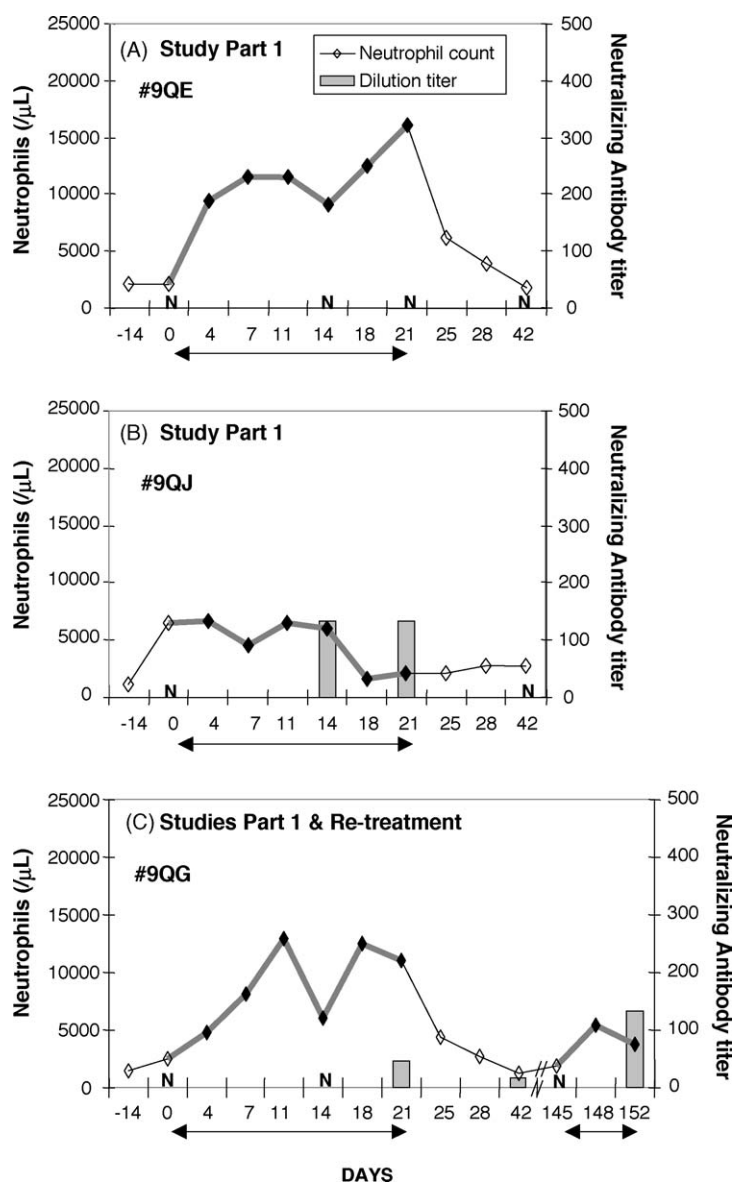 (A) Study Part 1
#9QE
Neutrophil count
Dilution titer
Neutrophils (/µL)
25000
20000
15000
10000
5000
0
500
400
300
200
100
0
Neutralizing Antibody titer
N N N N
-14 0 4 7 11 14 18 21 25 28 42
(B) Study Part 1
#9QJ
Neutrophils (/µL)
25000
20000
15000
10000
5000
0
500
400
300
200
100
0
Neutralizing Antibody titer
N N
-14 0 4 7 11 14 18 21 25 28 42
(C) Studies Part 1 & Re-treatment
#9QG
Neutrophils (/µL)
25000
20000
15000
10000
5000
0
500
400
300
200
100
0
Neutralizing Antibody titer
N N N
-14 0 4 7 11 14 18 21 25 28 42 145 148 152
DAYS